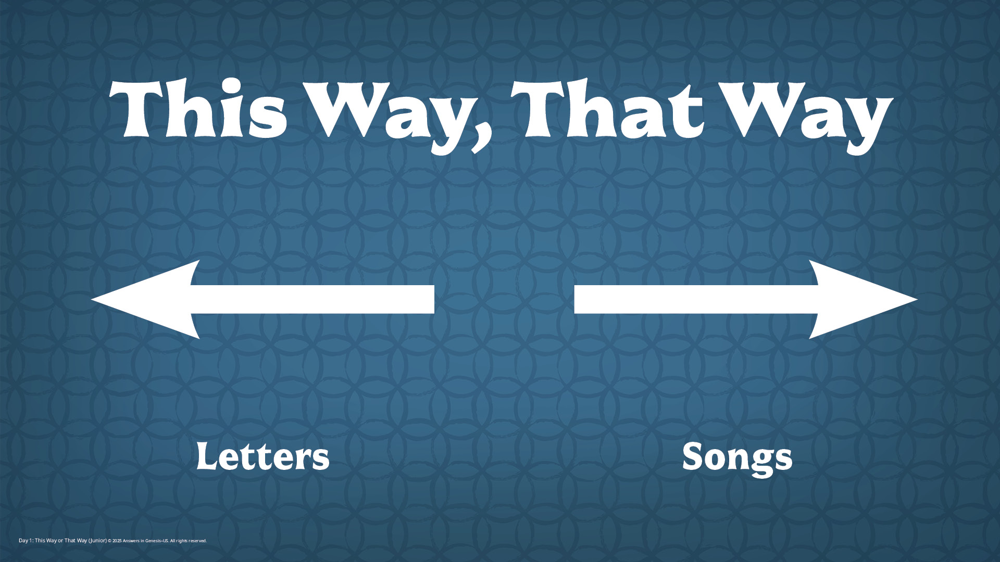 This Way, That Way
Letters
Songs
Day 1: This Way or That Way (Junior) © 2025 Answers in Genesis–US. All rights reserved.